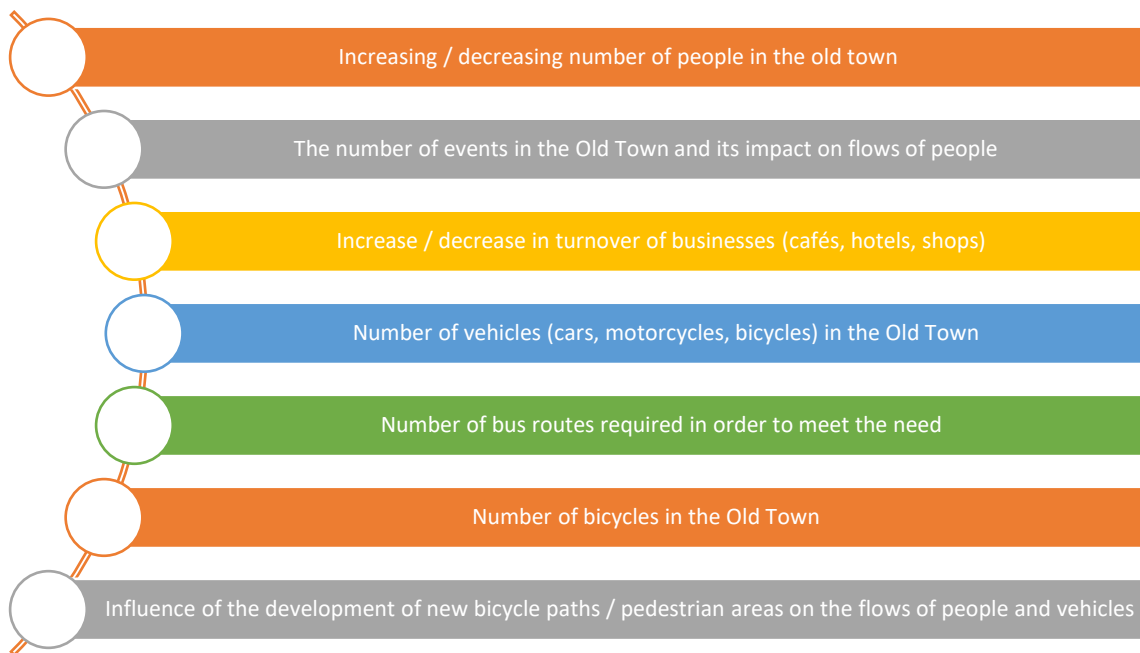 Increasing / decreasing number of people in the old town
The number of events in the Old Town and its impact on flows of people
Increase / decrease in turnover of businesses (cafés, hotels, shops)
Number of vehicles (cars, motorcycles, bicycles) in the Old Town
Number of bus routes required in order to meet the need
Number of bicycles in the Old Town
Influence of the development of new bicycle paths / pedestrian areas on the flows of people and vehicles